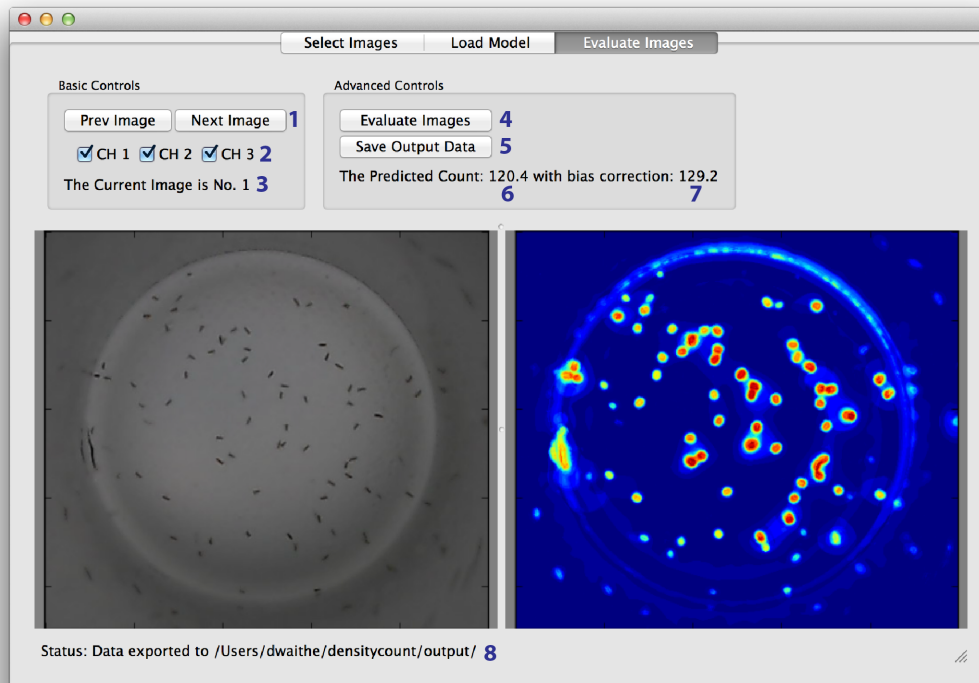 Select Images Load Model Evaluate Images
Basic Controls
Prev Image Next Image 1
CH 1 CH 2 CH 3 2
The Current Image is No. 1 3
Advanced Controls
Evaluate Images 4
Save Output Data 5
The Predicted Count: 120.4 with bias correction: 129.2
6 7
Status: Data exported to /Users/dwaithe/densitycount/output/ 8